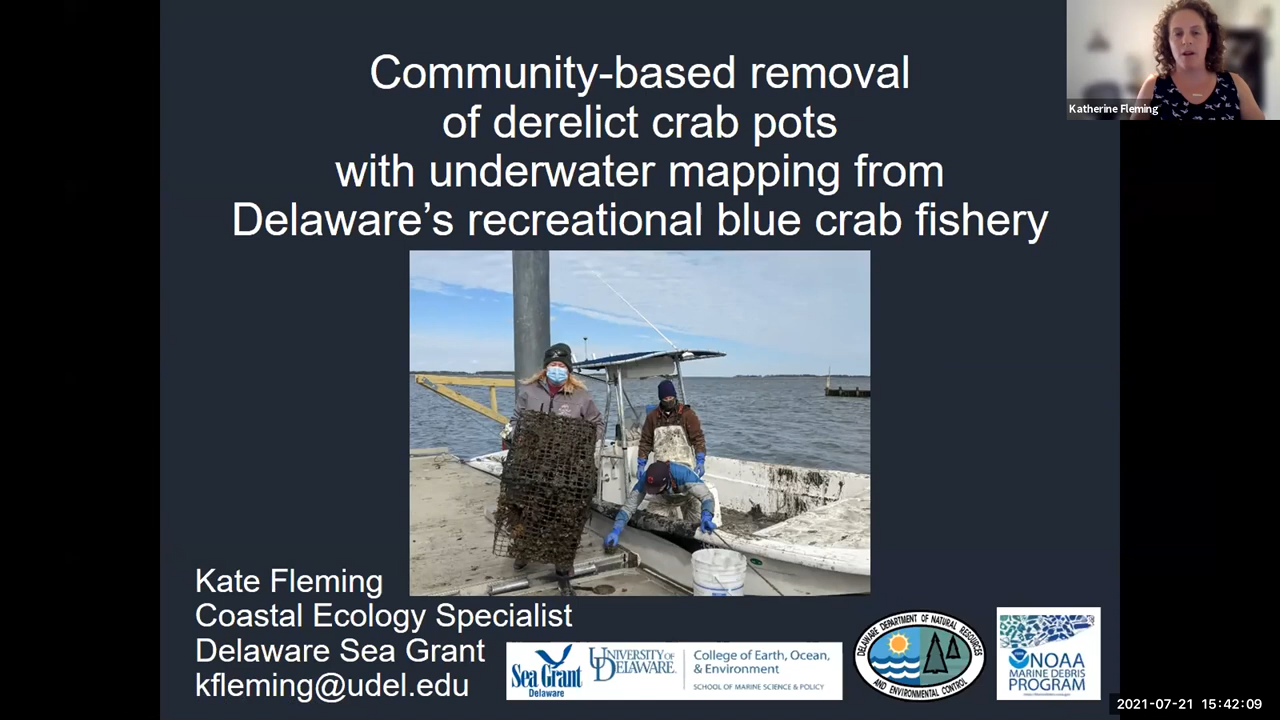 Community-based removal
of derelict crab pots
with underwater mapping from
Delaware’s recreational blue crab fishery
Katherine Fleming
Kate Fleming
Coastal Ecology Specialist
Delaware Sea Grant
kfleming@udel.edu
Sea Grant
Delaware
UNIVERSITY OF
DELAWARE
College of Earth, Ocean,
& Environment
SCHOOL OF MARINE SCIENCE & POLICY
DELAWARE DEPARTMENT OF NATURAL RESOURCES
AND ENVIRONMENTAL CONTROL
NOAA
MARINE DEBRIS
PROGRAM
2021-07-21 15:42:09